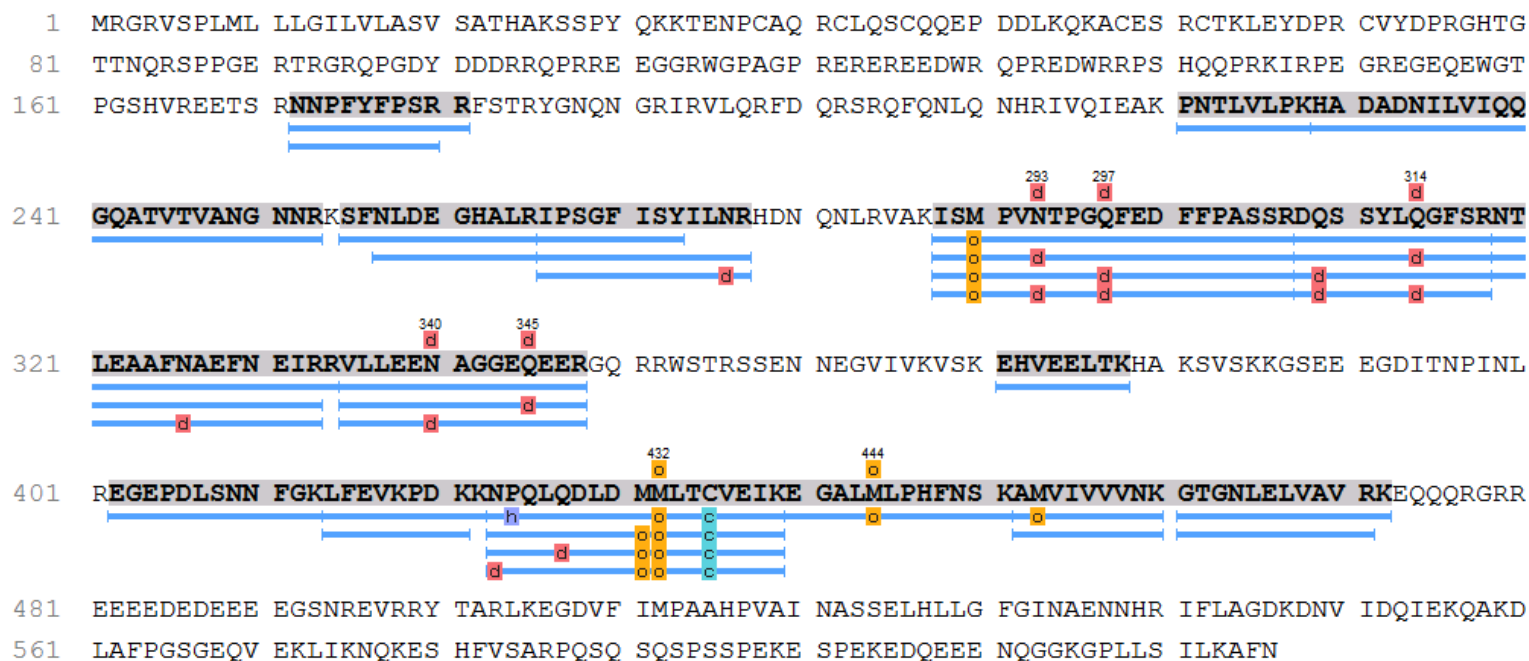 1 MRGRVSPLML LLGILVLASV SATHAKSSPY QKKTENPCAQ RCLQSCQQEP DDLKQKACES RCTKLEYDPR CVYDPRGHTG
81 TTNQRSPPGE RTRGRQPGDY DDDRRQPRRE EGGRWGPAGP REREREEDWR QPREDWRRPS HQQPRKIRPE GREGEQEWGT
161 PGSHVREETS RNNPFYFPSR RFSTRYGNQN GRIRVLQRFD QRSRQFQNLQ NHRIVQIEAK PNTLVLPKHA DADNILVIQQ
293 297 314
d d d
241 GQATVTVANG NNRKSFNLDE GHALRIPSGF ISYILNRHDN QNLRVAKISM PVNTPGQFED FFPASSRDQS SYLQGFSRNT
o
o d d
d o d d
o d d d d
340 345
d d
321 LEAAFNAEFN EIRRVLLEEN AGGEQEERGQ RRWSTRSSEN NEGVIVKVSK EHVEELTKHA KSVSKKGSEE EGDITNPINL
d
d d
432 444
o o
401 REGEPDLSNN FGKLFEVKPD KKNPQLQDLD MMLTCVEIKE GALMLPHFNS KAMVIVVVNK GTGNLELVAV RKEQQQRGRR
h o c o o
o o c
d o o c
d o o c
481 EEEEDEDEEE EGSNREVRRY TARLKEGDVF IMPAAHPVAI NASSELHLLG FGINAENNHR IFLAGDKDNV IDQIEKQAKD
561 LAFPGSGEQV EKLIKNQKES HFVSARPQSQ SQSPSSPEKE SPEKEDQEEE NQGGKGPLLS ILKAFN